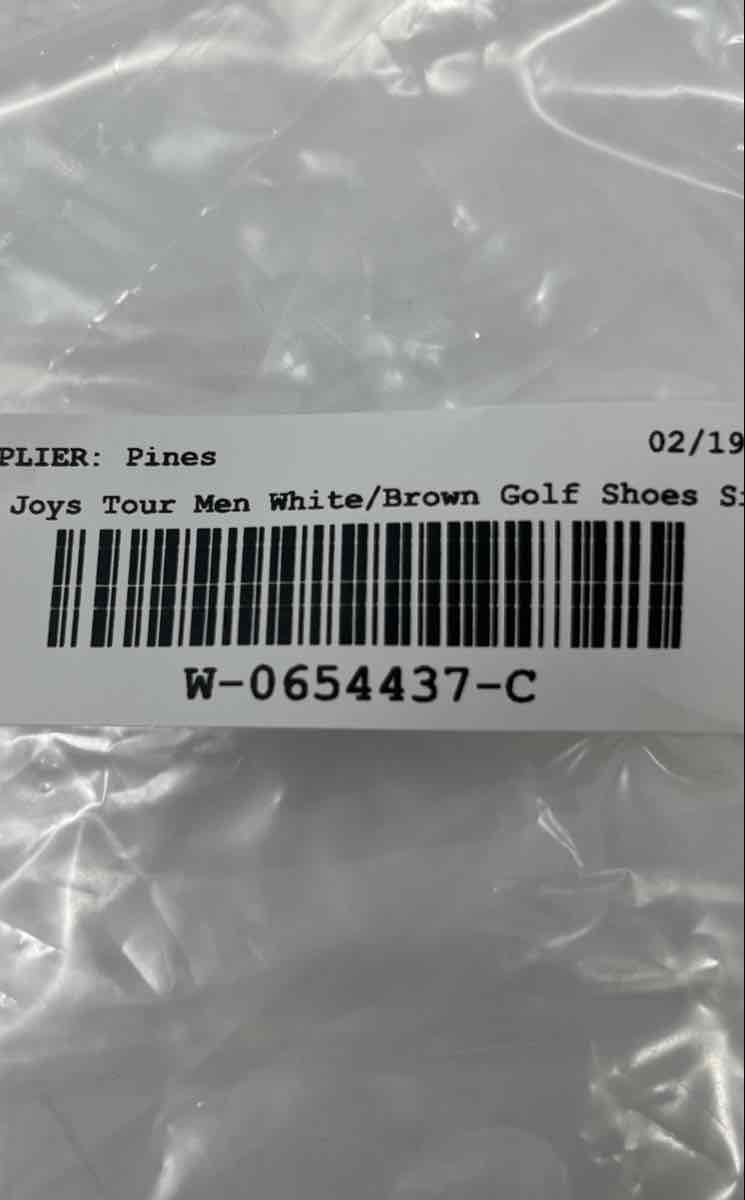 PLIER: Pines
02/19
Joys Tour Men White/Brown Golf Shoes
W-0654437-C